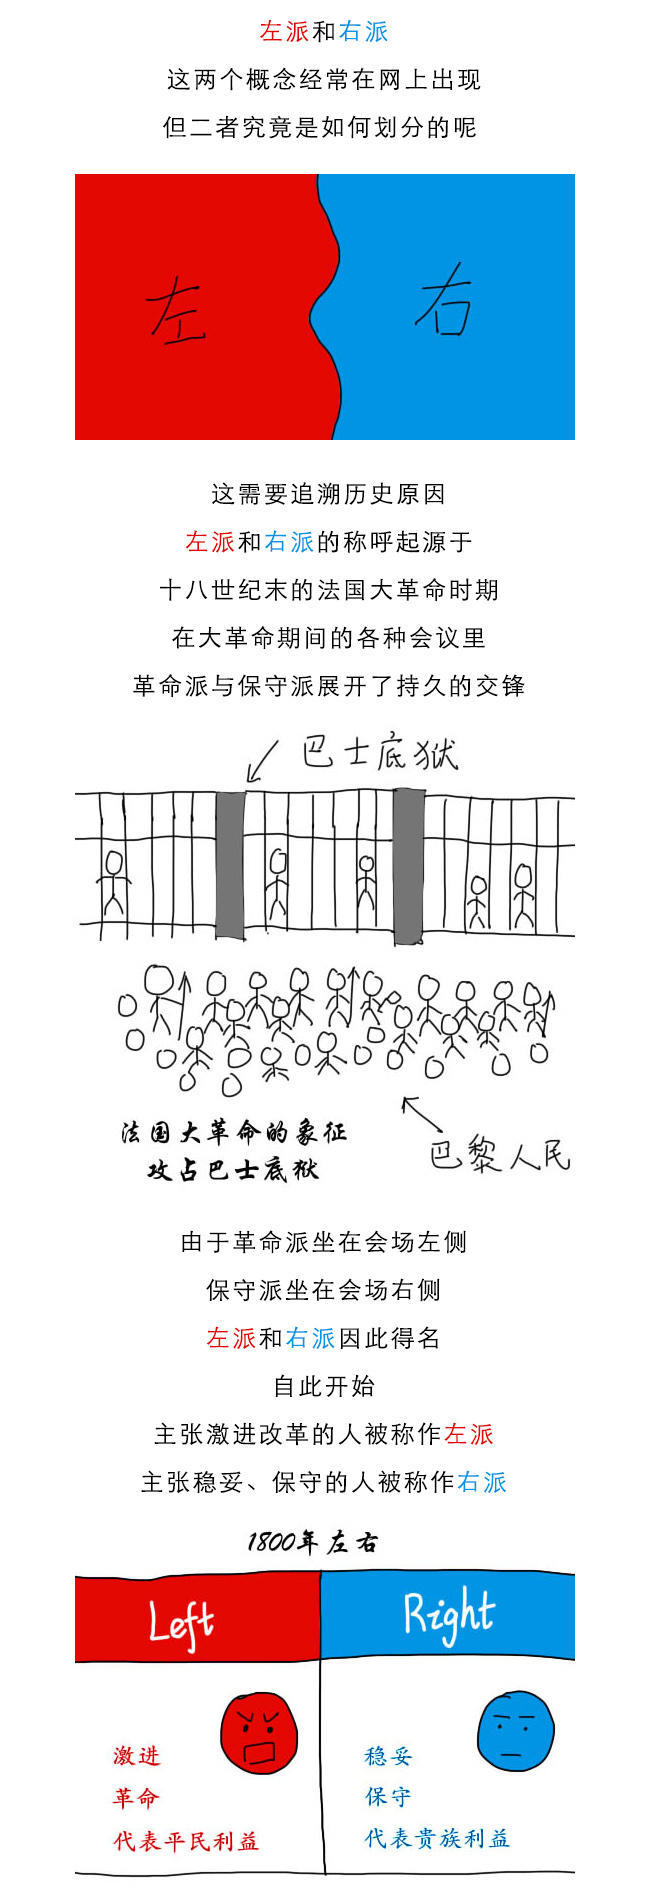 左派和右派
这两个概念经常在网上出现
但二者究竟是如何划分的呢
左
右
这需要追溯历史原因
左派和右派的称呼起源于
十八世纪末的法国大革命时期
在大革命期间的各种会议里
革命派与保守派展开了持久的交锋
巴士底狱
法国大革命的象征
攻占巴士底狱
巴黎人民
由于革命派坐在会场左侧
保守派坐在会场右侧
左派和右派因此得名
自此开始
主张激进改革的人被称作左派
主张稳妥、保守的人被称作右派
1800年左右
Left
Right
激进
革命
代表平民利益
稳妥
保守
代表贵族利益